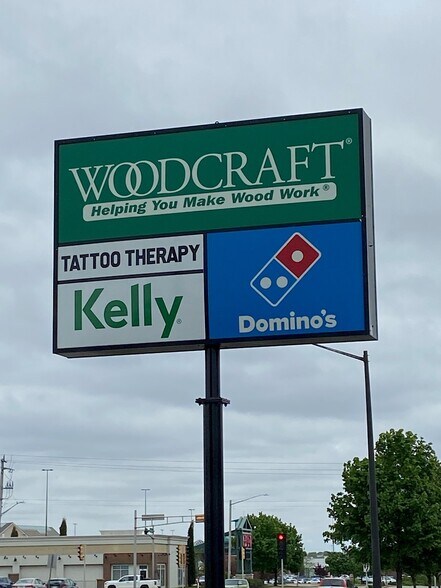 WOODCRAFT®
Helping You Make Wood Work®
TATTOO THERAPY
Kelly®
Domino's®